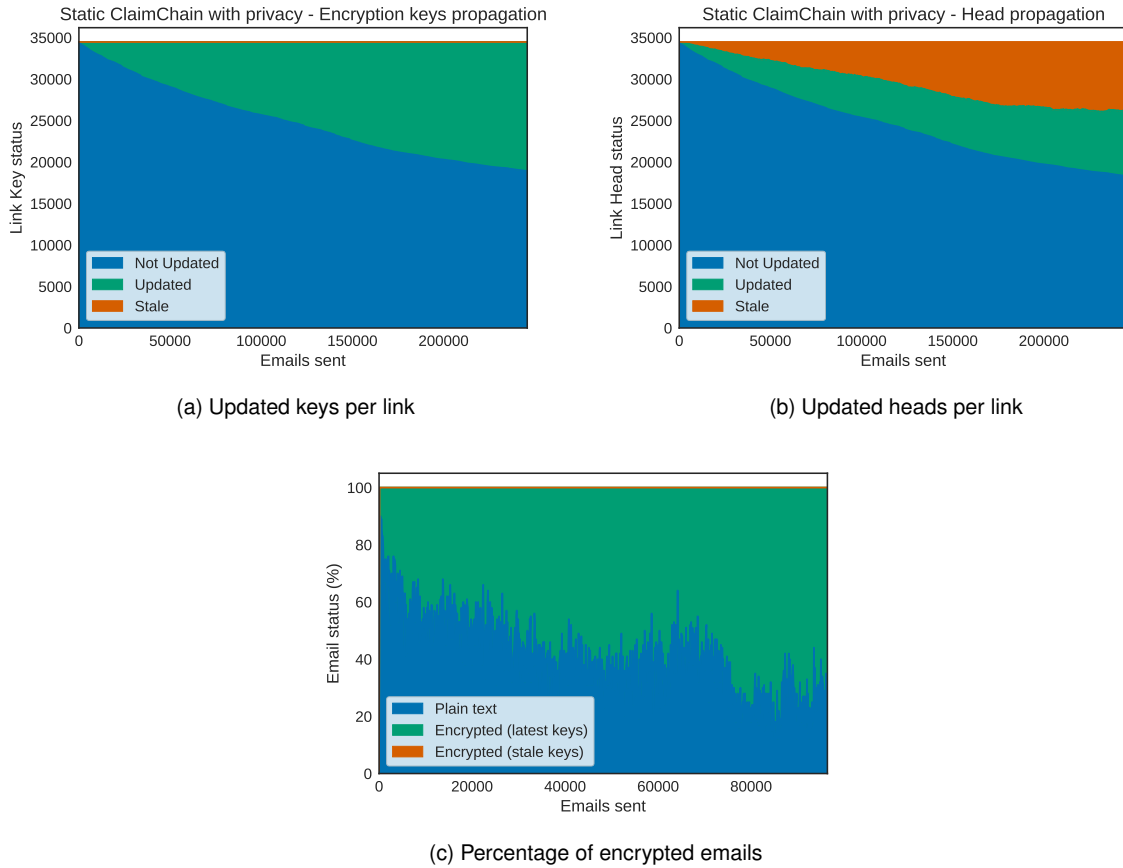 Static ClaimChain with privacy - Encryption keys propagation
35000
30000
25000
20000
15000
10000
5000
0
Link Key status
Not Updated
Updated
Stale
0 50000 100000 150000 200000
Emails sent
(a) Updated keys per link
Static ClaimChain with privacy - Head propagation
35000
30000
25000
20000
15000
10000
5000
0
Link Head status
Not Updated
Updated
Stale
0 50000 100000 150000 200000
Emails sent
(b) Updated heads per link
100
80
60
40
20
0
Email status (%)
Plain text
Encrypted (latest keys)
Encrypted (stale keys)
0 20000 40000 60000 80000
Emails sent
(c) Percentage of encrypted emails